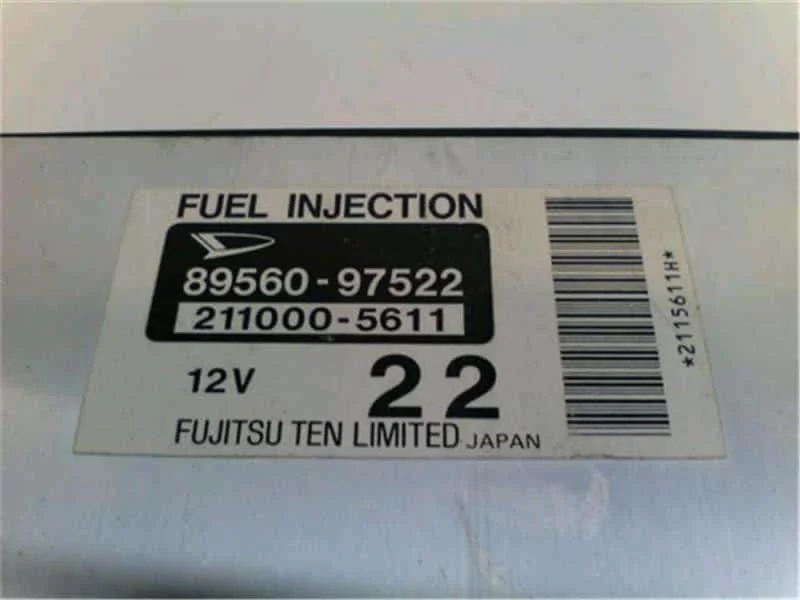 FUEL INJECTION
89560-97522
211000-5611
12V 22
FUJITSU TEN LIMITED JAPAN
*2115611H*